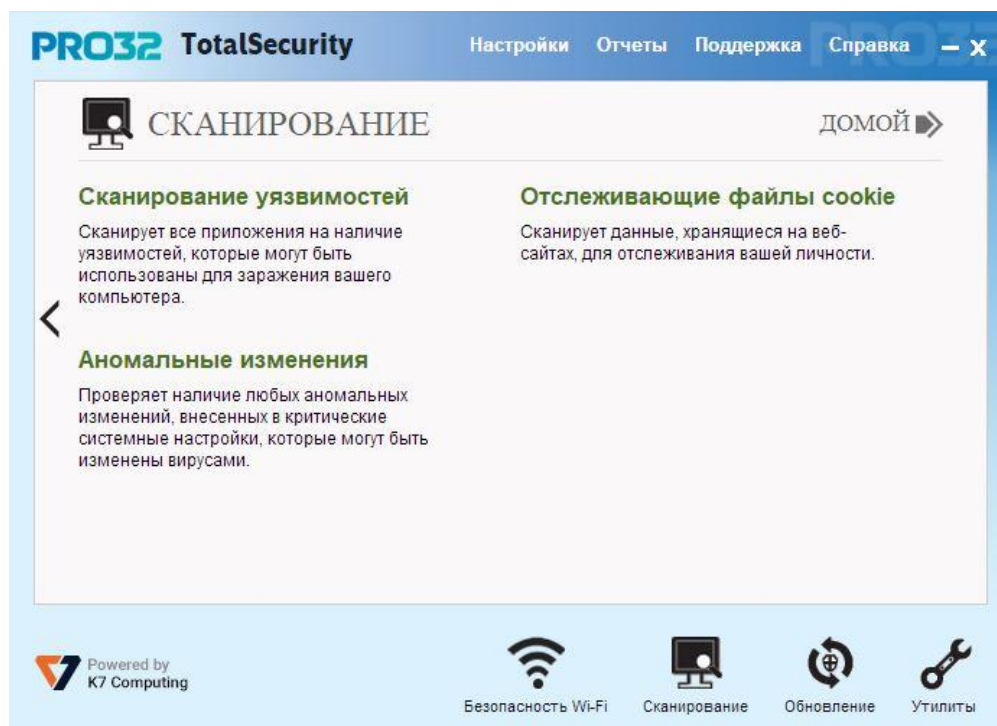 PRO32 TotalSecurity Настройки Отчеты Поддержка Справка
PRO32
СКАНИРОВАНИЕ
ДОМОЙ
Сканирование уязвимостей
Сканирует все приложения на наличие
уязвимостей, которые могут быть
использованы для заражения вашего
компьютера.
Отслеживающие файлы cookie
Сканирует данные, хранящиеся на веб-
сайтах, для отслеживания вашей личности.
Аномальные изменения
Проверяет наличие любых аномальных
изменений, внесенных в критические
системные настройки, которые могут быть
изменены вирусами.
Powered by
K7 Computing
Безопасность Wi-Fi Сканирование Обновление Утилиты